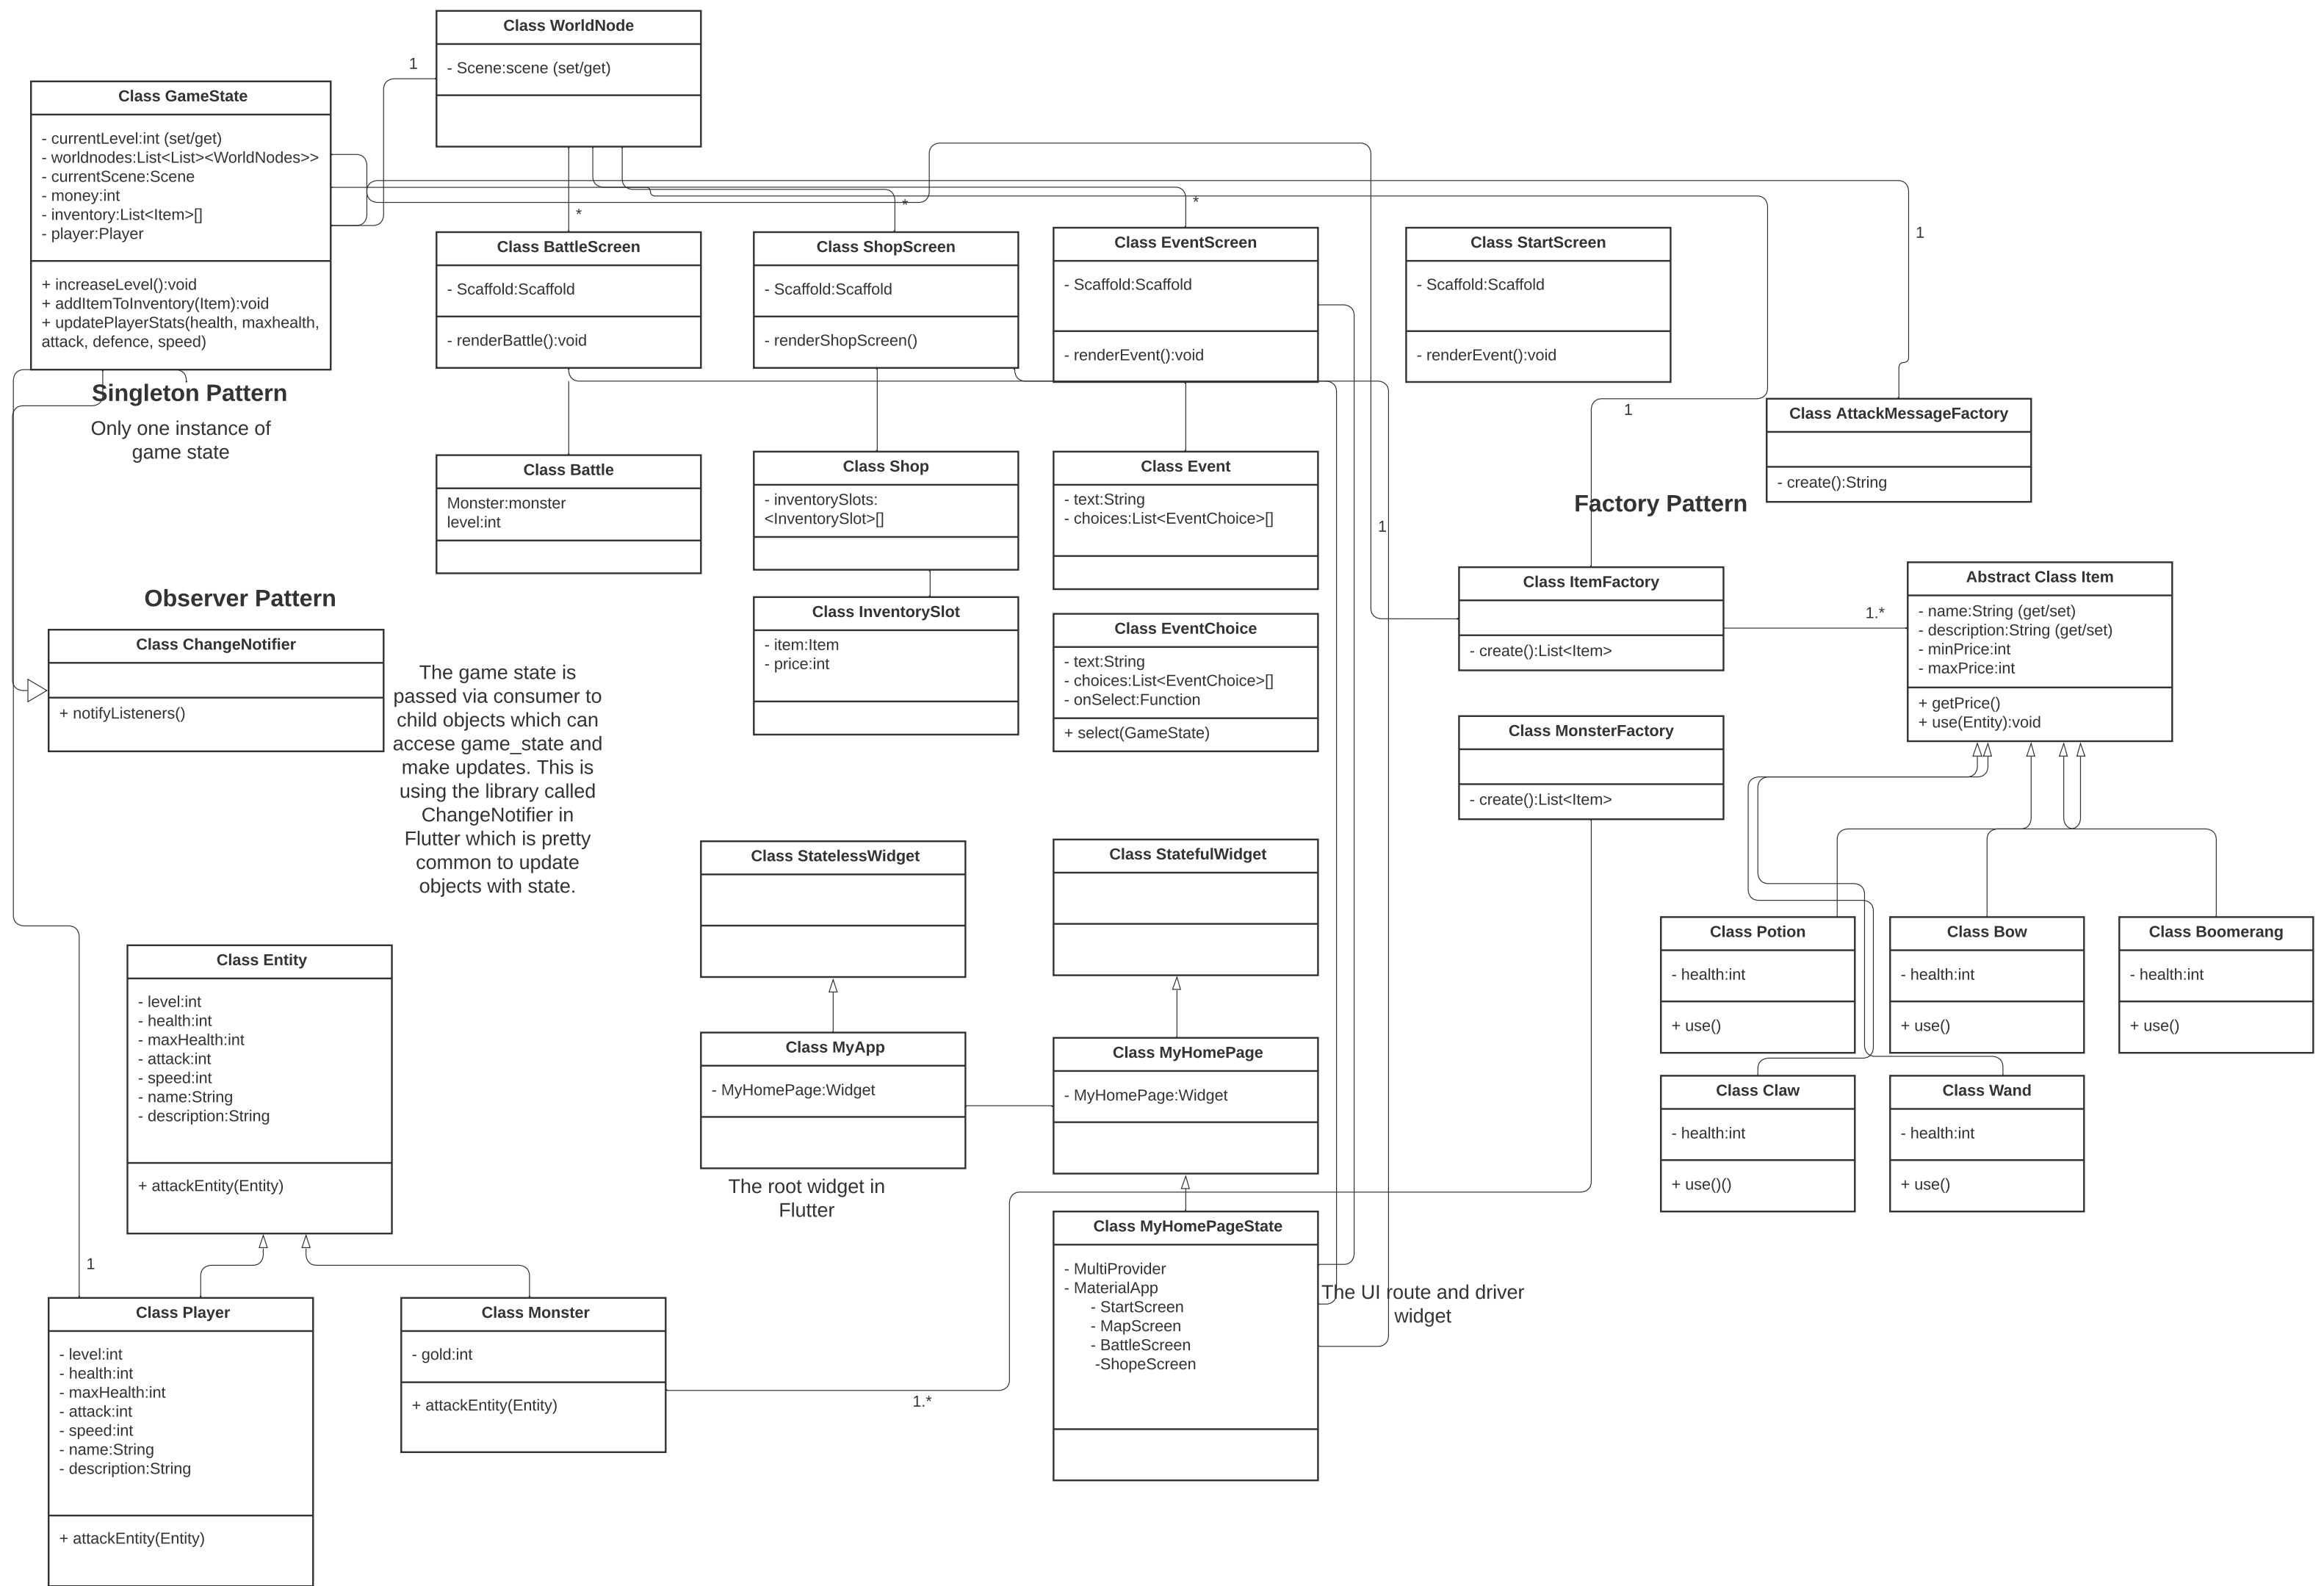 Class WorldNode
- Scene:scene (set/get)
1
Class GameState
- currentLevel:int (set/get)
- worldnodes:List<List><WorldNodes>>
- currentScene:Scene
- money:int
- inventory:List<Item>[]
- player:Player
+ increaseLevel():void
+ addItemToInventory(Item):void
+ updatePlayerStats(health, maxhealth,
attack, defence, speed)
Singleton Pattern
Only one instance of
game state
*
*
*
1
Class BattleScreen
- Scaffold:Scaffold
- renderBattle():void
Class ShopScreen
- Scaffold:Scaffold
- renderShopScreen()
Class EventScreen
- Scaffold:Scaffold
- renderEvent():void
Class StartScreen
- Scaffold:Scaffold
- renderEvent():void
1
Class AttackMessageFactory
- create():String
Factory Pattern
Class Battle
Monster:monster
level:int
Class Shop
- inventorySlots:
<InventorySlot>[]
Class Event
- text:String
- choices:List<EventChoice>[]
1
Class InventorySlot
- item:Item
- price:int
Class EventChoice
- text:String
- choices:List<EventChoice>[]
- onSelect:Function
+ select(GameState)
Class ItemFactory
- create():List<Item>
1.*
Abstract Class Item
- name:String (get/set)
- description:String (get/set)
- minPrice:int
- maxPrice:int
+ getPrice()
+ use(Entity):void
Class MonsterFactory
- create():List<Item>
Observer Pattern
Class ChangeNotifier
+ notifyListeners()
The game state is
passed via consumer to
child objects which can
accese game_state and
make updates. This is
using the library called
ChangeNotifier in
Flutter which is pretty
common to update
objects with state.
Class StatelessWidget
Class StatefulWidget
Class Potion
- health:int
+ use()
Class Bow
- health:int
+ use()
Class Boomerang
- health:int
+ use()
Class Claw
- health:int
+ use()()
Class Wand
- health:int
+ use()
Class Entity
- level:int
- health:int
- maxHealth:int
- attack:int
- speed:int
- name:String
- description:String
+ attackEntity(Entity)
Class MyApp
- MyHomePage:Widget
The root widget in
Flutter
Class MyHomePage
- MyHomePage:Widget
Class MyHomePageState
- MultiProvider
- MaterialApp
- StartScreen
- MapScreen
- BattleScreen
-ShopeScreen
The UI route and driver
widget
1
Class Player
- level:int
- health:int
- maxHealth:int
- attack:int
- speed:int
- name:String
- description:String
+ attackEntity(Entity)
Class Monster
- gold:int
+ attackEntity(Entity)
1.*